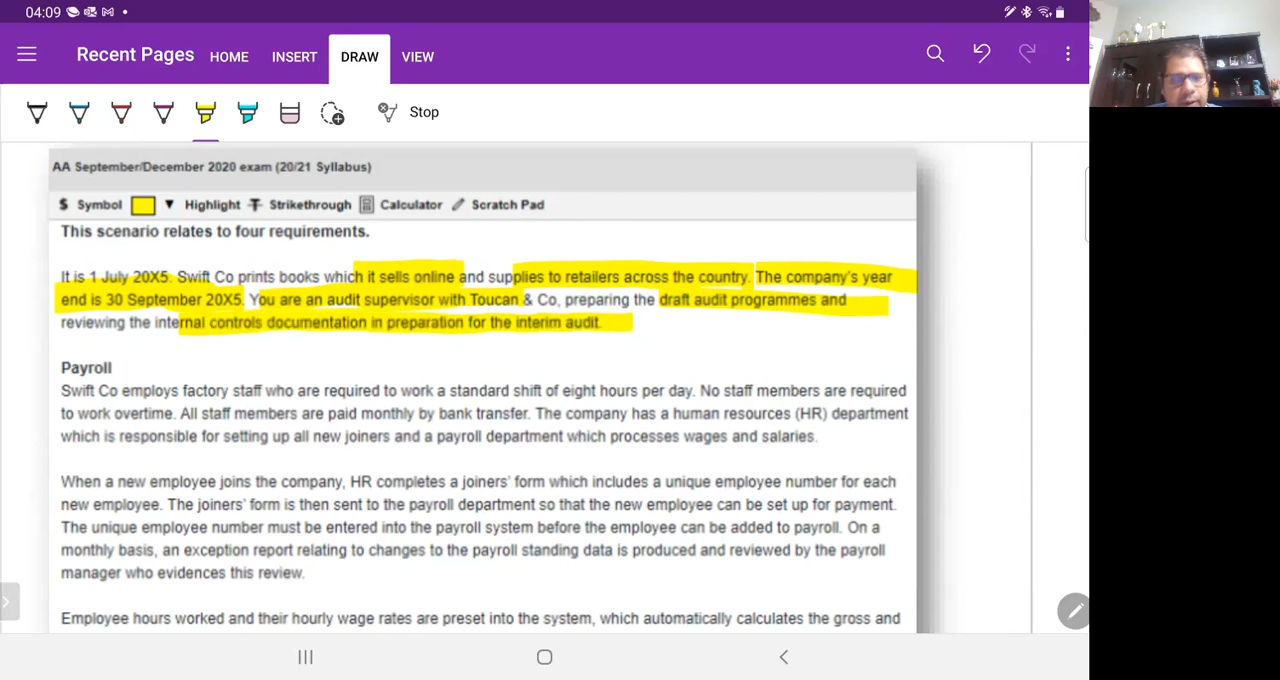 04:09
Recent Pages HOME INSERT DRAW VIEW
Stop
AA September/December 2020 exam (20/21 Syllabus)
$ Symbol Highlight Strikethrough Calculator Scratch Pad
This scenario relates to four requirements.
It is 1 July 20X5. Swift Co prints books which it sells online and supplies to retailers across the country. The company's year
end is 30 September 20X5. You are an audit supervisor with Toucan & Co, preparing the draft audit programmes and
reviewing the internal controls documentation in preparation for the interim audit.
Payroll
Swift Co employs factory staff who are required to work a standard shift of eight hours per day. No staff members are required
to work overtime. All staff members are paid monthly by bank transfer. The company has a human resources (HR) department
which is responsible for setting up all new joiners and a payroll department which processes wages and salaries.
When a new employee joins the company, HR completes a joiners' form which includes a unique employee number for each
new employee. The joiners' form is then sent to the payroll department so that the new employee can be set up for payment.
The unique employee number must be entered into the payroll system before the employee can be added to payroll. On a
monthly basis, an exception report relating to changes to the payroll standing data is produced and reviewed by the payroll
manager who evidences this review.
Employee hours worked and their hourly wage rates are preset into the system, which automatically calculates the gross and